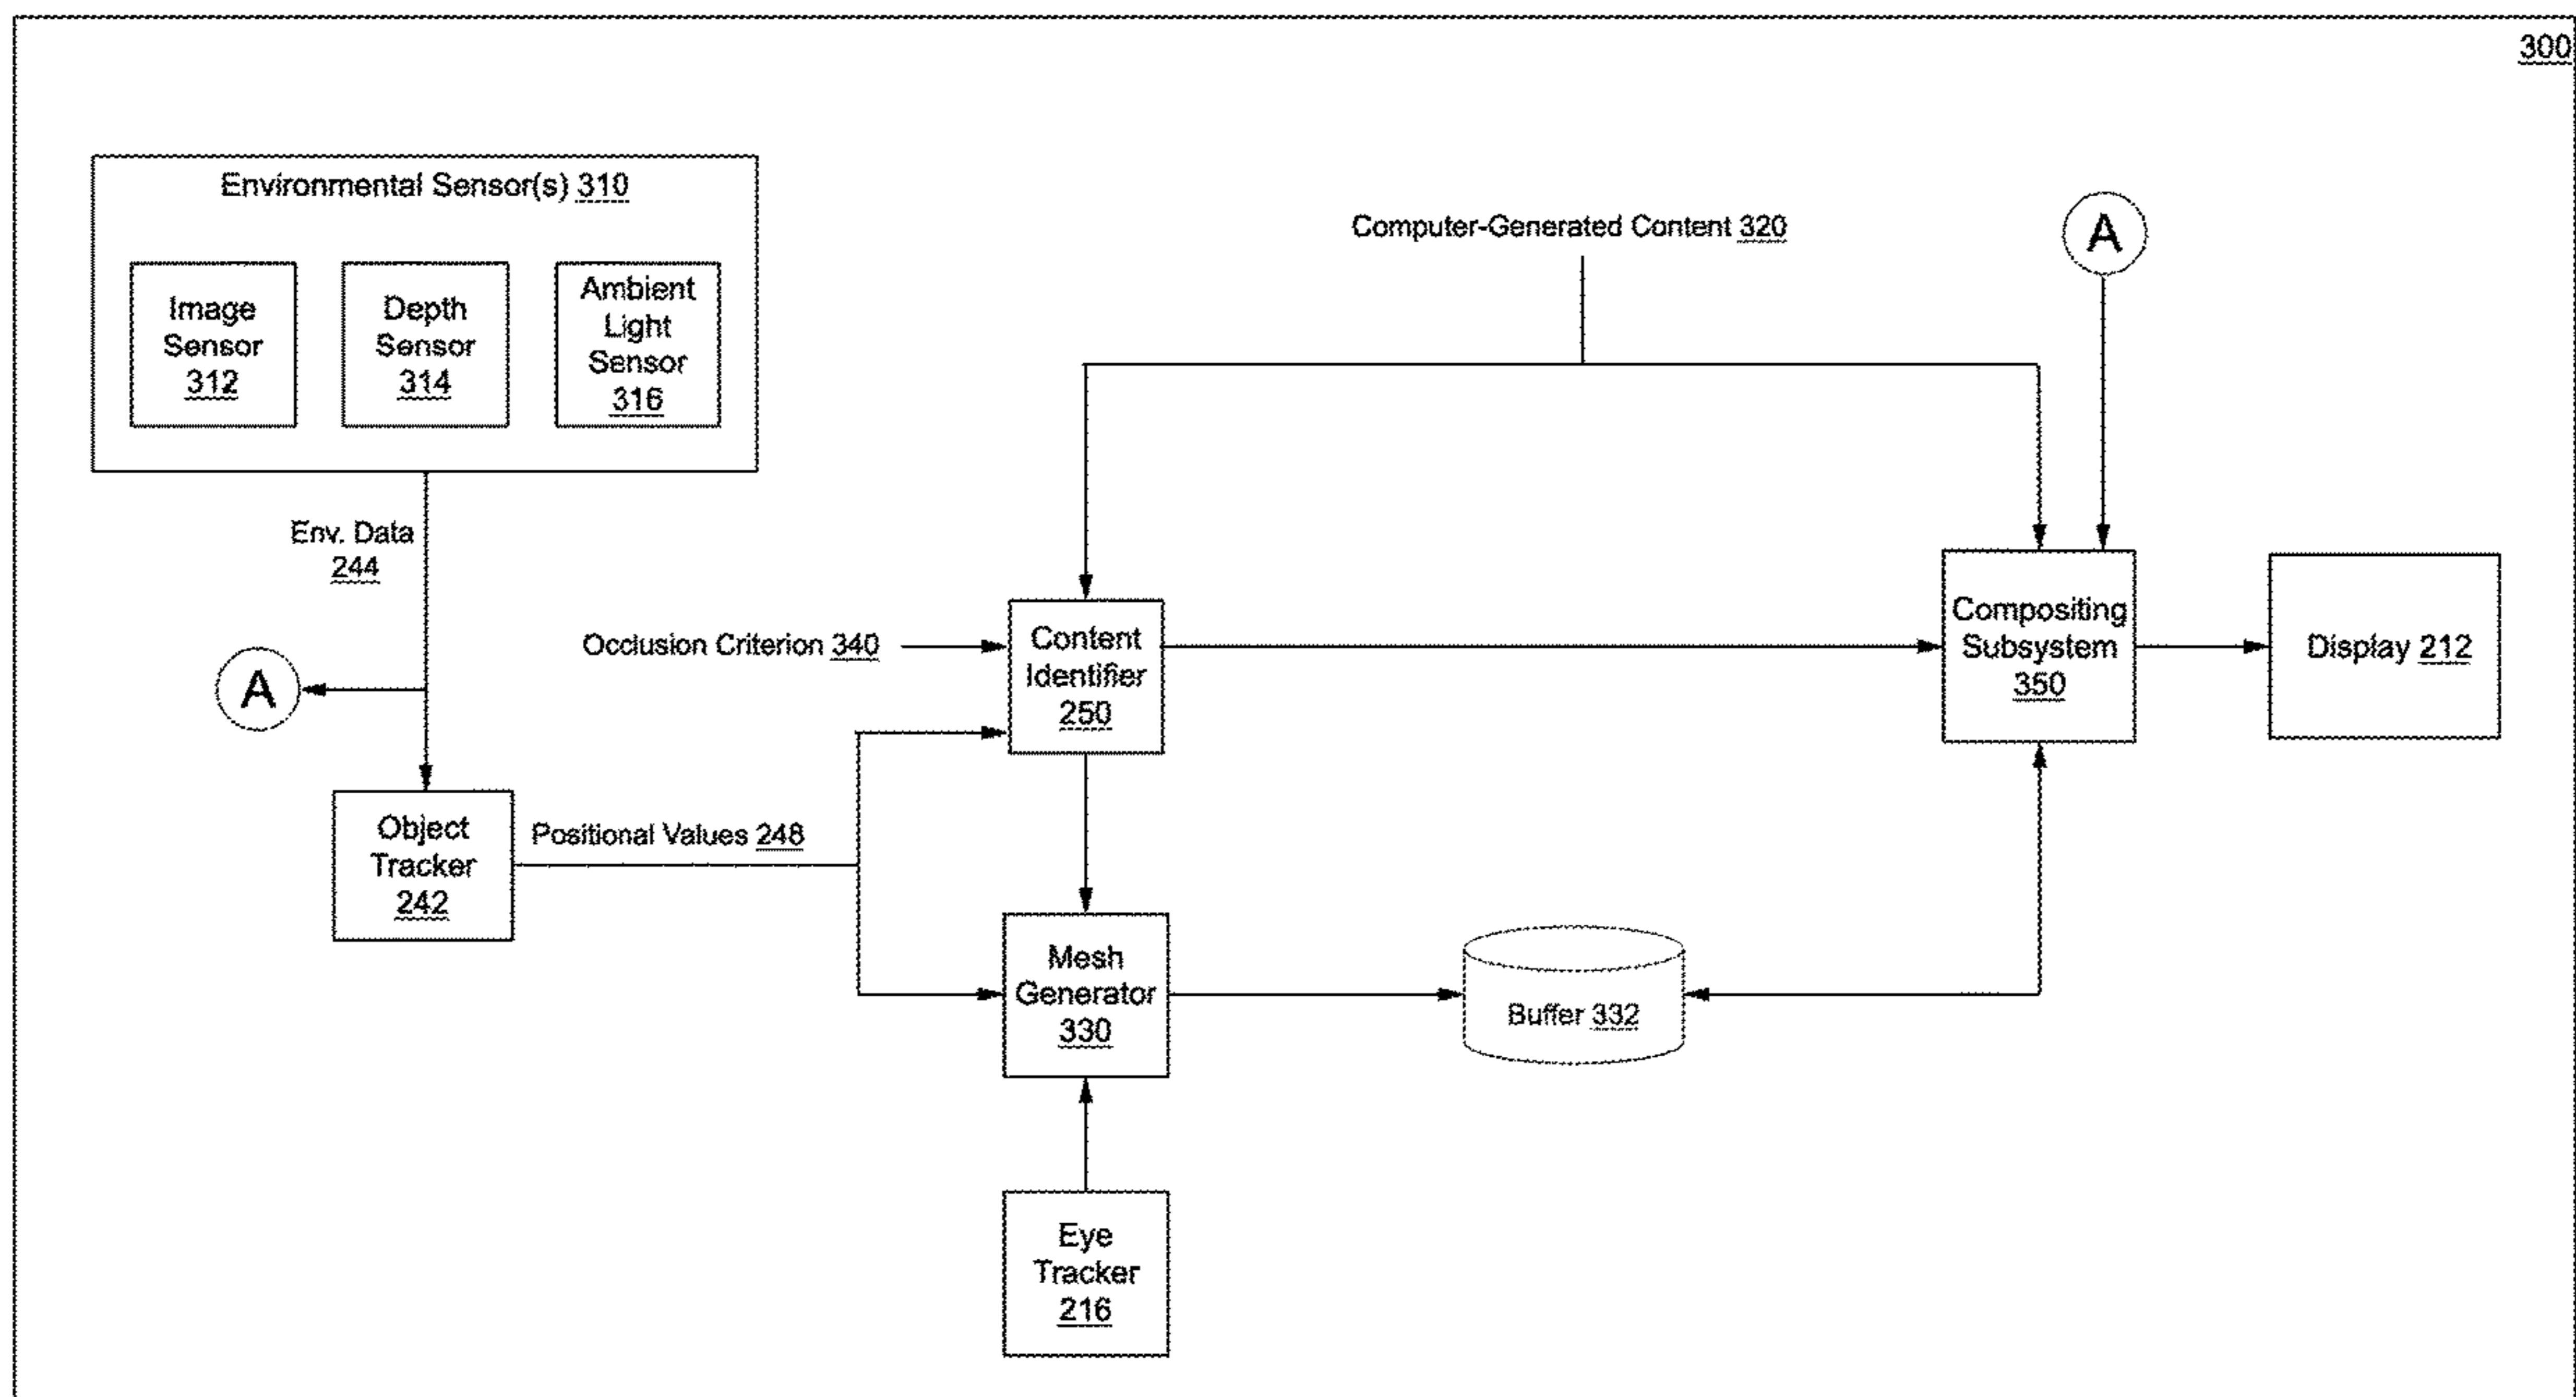 300
Environmental Sensor(s) 310
Image
Sensor
312
Depth
Sensor
314
Ambient
Light
Sensor
316
Computer-Generated Content 320
A
Env. Data
244
A
Occlusion Criterion 340
Content
Identifier
250
Compositing
Subsystem
350
Display 212
Object
Tracker
242
Positional Values 248
Mesh
Generator
330
Buffer 332
Eye
Tracker
216